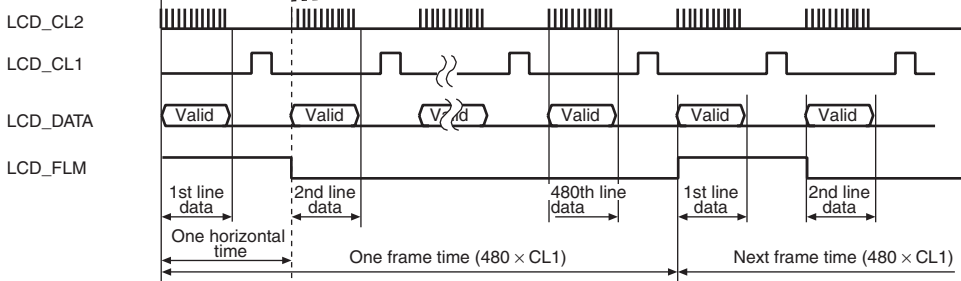 LCD_CL2
LCD_CL1
LCD_DATA
Valid
Valid
Valid
Valid
Valid
Valid
LCD_FLM
1st line
data
2nd line
data
480th line
data
1st line
data
2nd line
data
One horizontal
time
One frame time (480 × CL1)
Next frame time (480 × CL1)